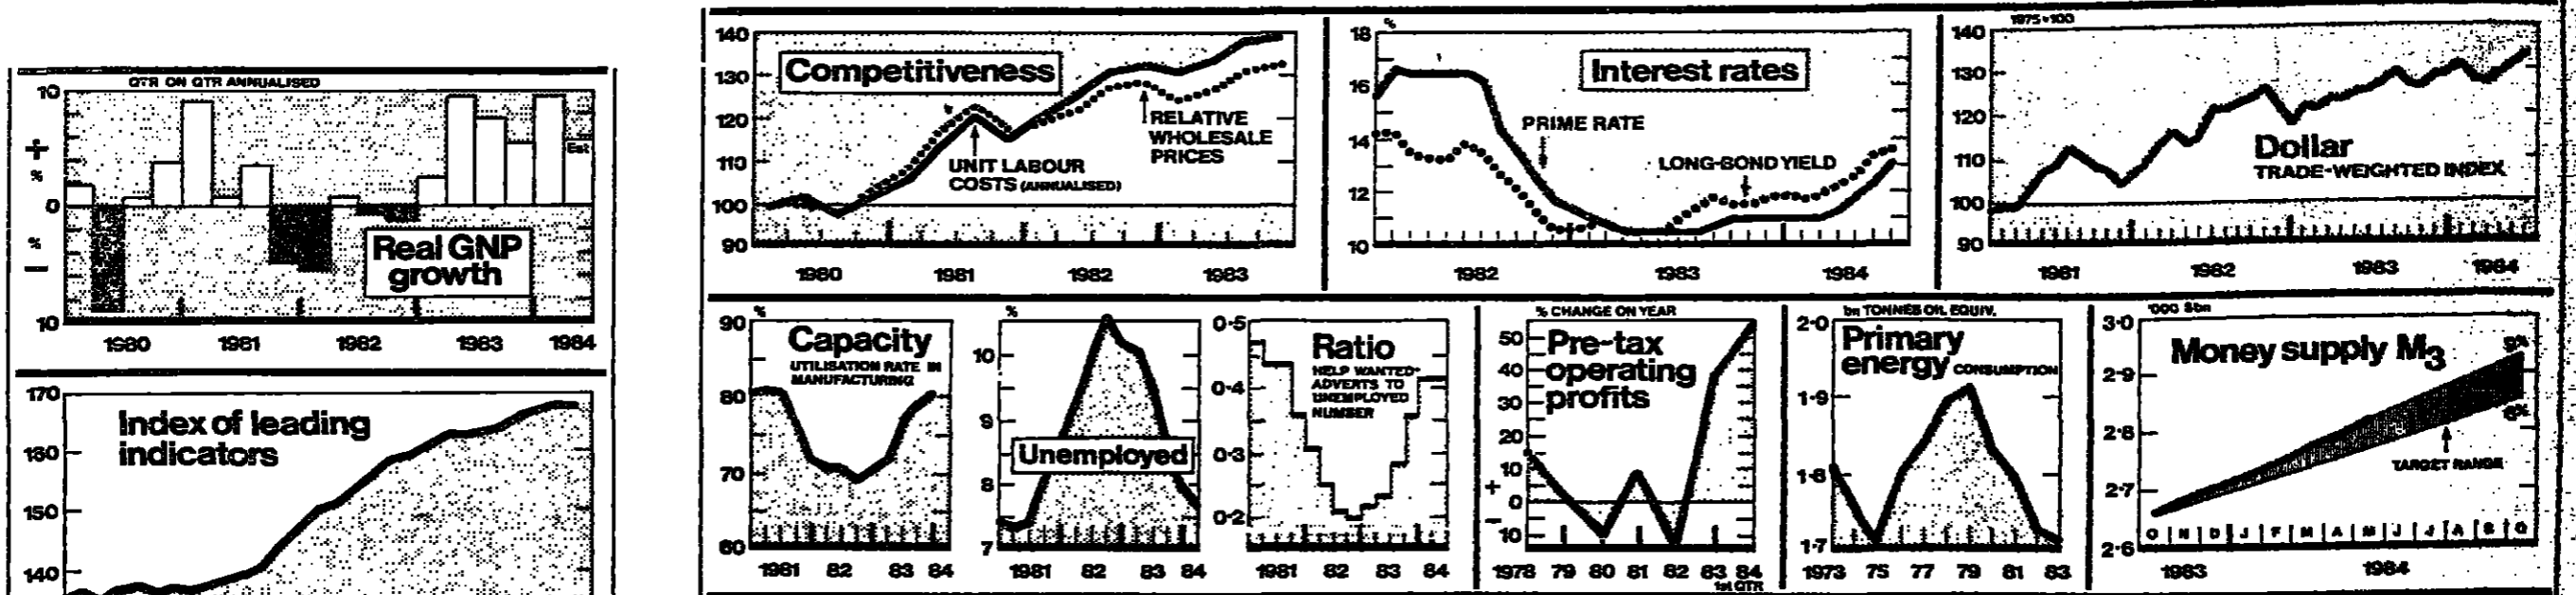 QTR ON QTR ANNUALISED
10
+
%
0
%
−
10
Est
Real GNP
growth
1980 1981 1982 1983 1984
170
160
150
140
Index of leading
indicators
140
130
120
110
100
90
Competitiveness
RELATIVE
WHOLESALE
PRICES
UNIT LABOUR
COSTS (ANNUALISED)
1980 1981 1982 1983
%
18
16
14
12
10
Interest rates
PRIME RATE
LONG-BOND YIELD
1982 1983 1984
1975=100
140
130
120
110
100
90
Dollar
TRADE-WEIGHTED INDEX
1981 1982 1983 1984
%
90
80
70
60
Capacity
UTILISATION RATE IN
MANUFACTURING
1981 82 83 84
%
10
9
8
7
Unemployed
1981 82 83 84
0·5
0·4
0·3
0·2
Ratio
HELP WANTED
ADVERTS TO
UNEMPLOYED
NUMBER
1981 82 83 84
% CHANGE ON YEAR
50
40
30
20
10
+
0
−
10
Pre-tax
operating
profits
1978 79 80 81 82 83 84
1st QTR
bn TONNES OIL EQUIV.
2·0
1·9
1·8
1·7
Primary
energy CONSUMPTION
1973 75 77 79 81 83
'000 $bn
3·0
2·9
2·8
2·7
2·6
Money supply M3
9%
6%
TARGET RANGE
O N D J F M A M J J A S O
1983 1984